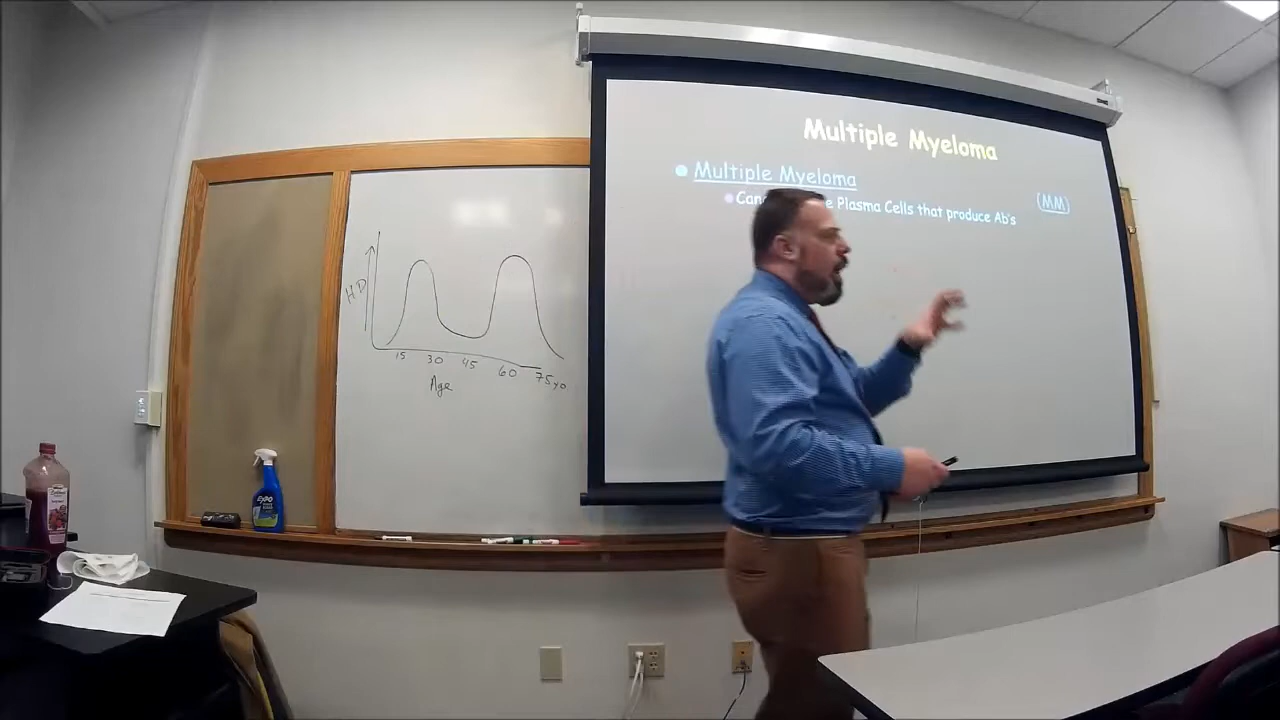 Multiple Myeloma
Multiple Myeloma
(MM)
Plasma Cells that produce Ab's
HD
15 30 45 60 75yo
Age
EXPO